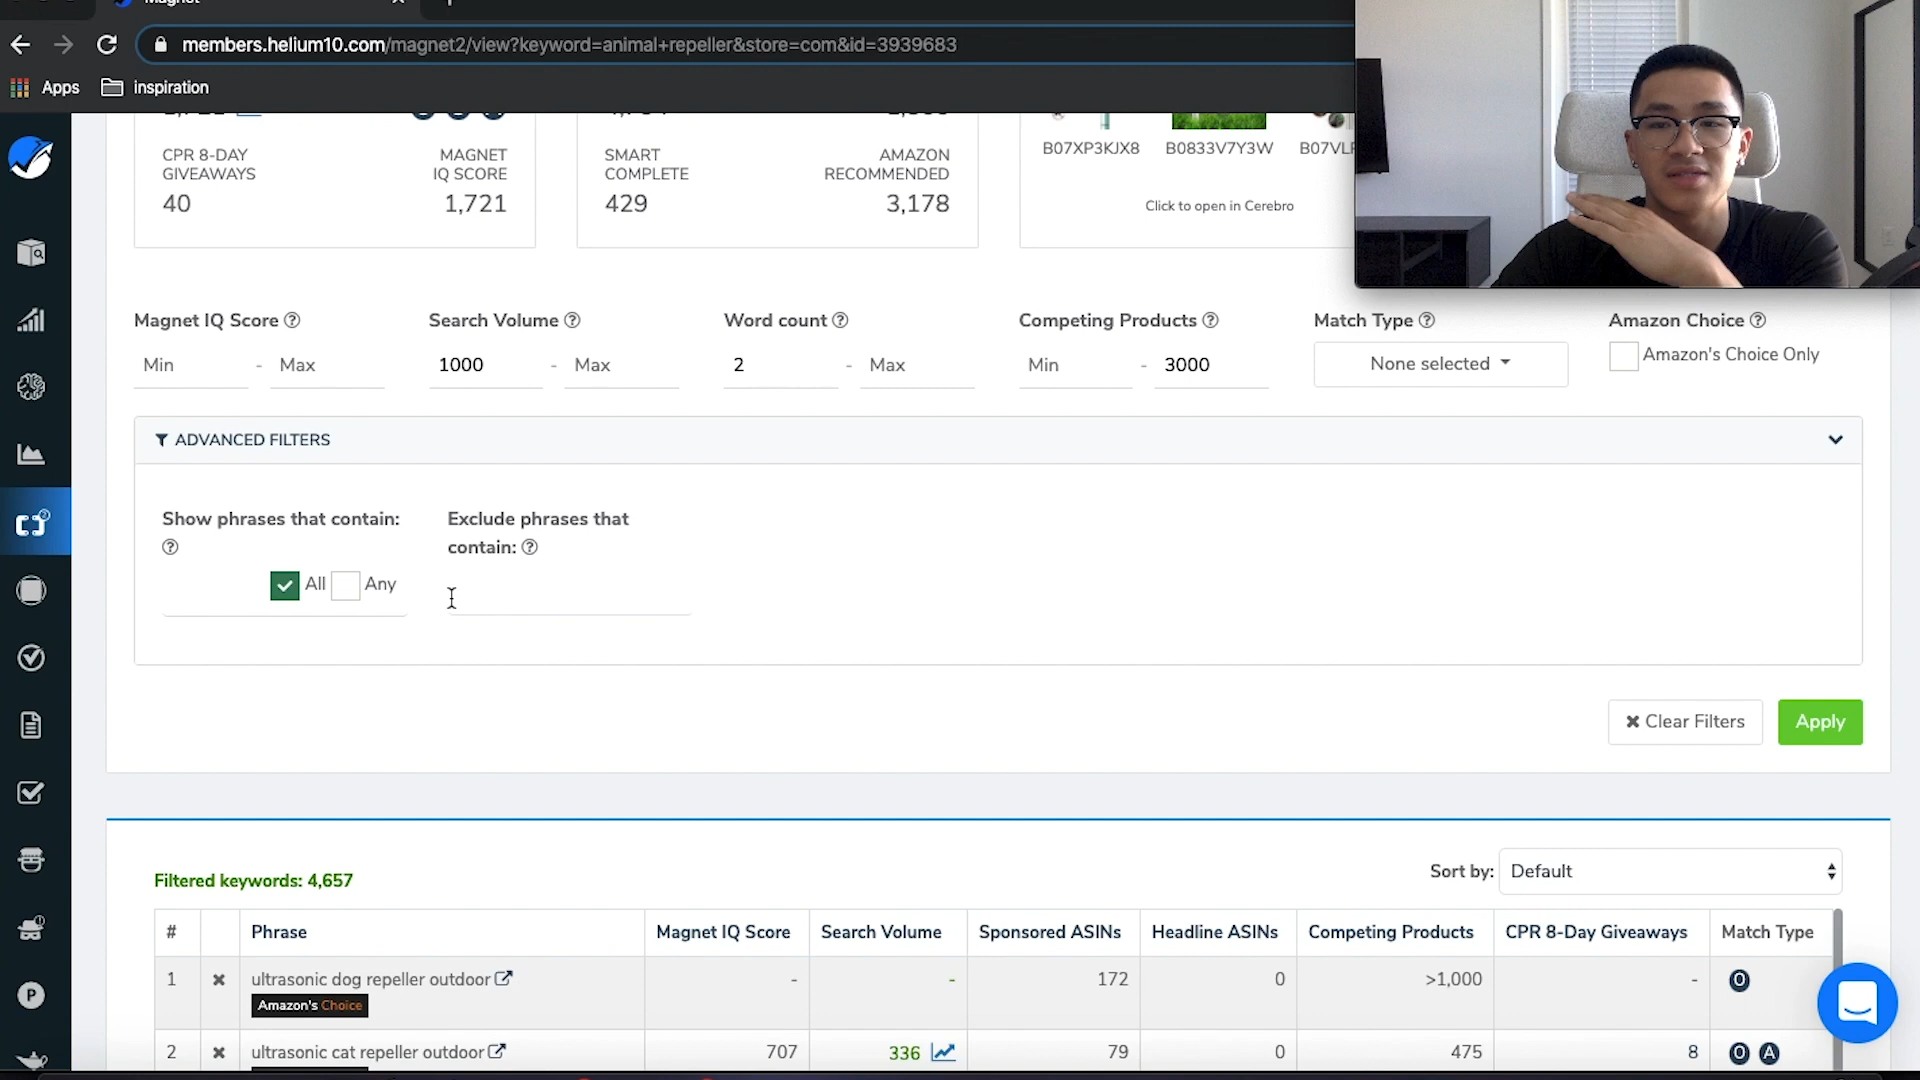 members.helium10.com/magnet2/view?keyword=animal+repeller&store=com&id=3939683
Apps
inspiration
CPR 8-DAY
GIVEAWAYS
MAGNET
IQ SCORE
SMART
COMPLETE
AMAZON
RECOMMENDED
B07XP3KJX8
B0833V7Y3W
40
1,721
429
3,178
Click to open in Cerebro
Magnet IQ Score
Search Volume
Word count
Competing Products
Match Type
Amazon Choice
Min - Max
1000 - Max
2 - Max
Min - 3000
None selected
Amazon's Choice Only
ADVANCED FILTERS
Show phrases that contain:
Exclude phrases that
contain:
All
Any
Clear Filters
Apply
Filtered keywords: 4,657
Sort by:
Default
# Phrase Magnet IQ Score Search Volume Sponsored ASINs Headline ASINs Competing Products CPR 8-Day Giveaways Match Type
1 ultrasonic dog repeller outdoor - - 172 0 >1,000 - O
Amazon's Choice
2 ultrasonic cat repeller outdoor 707 336 79 0 475 8 O A